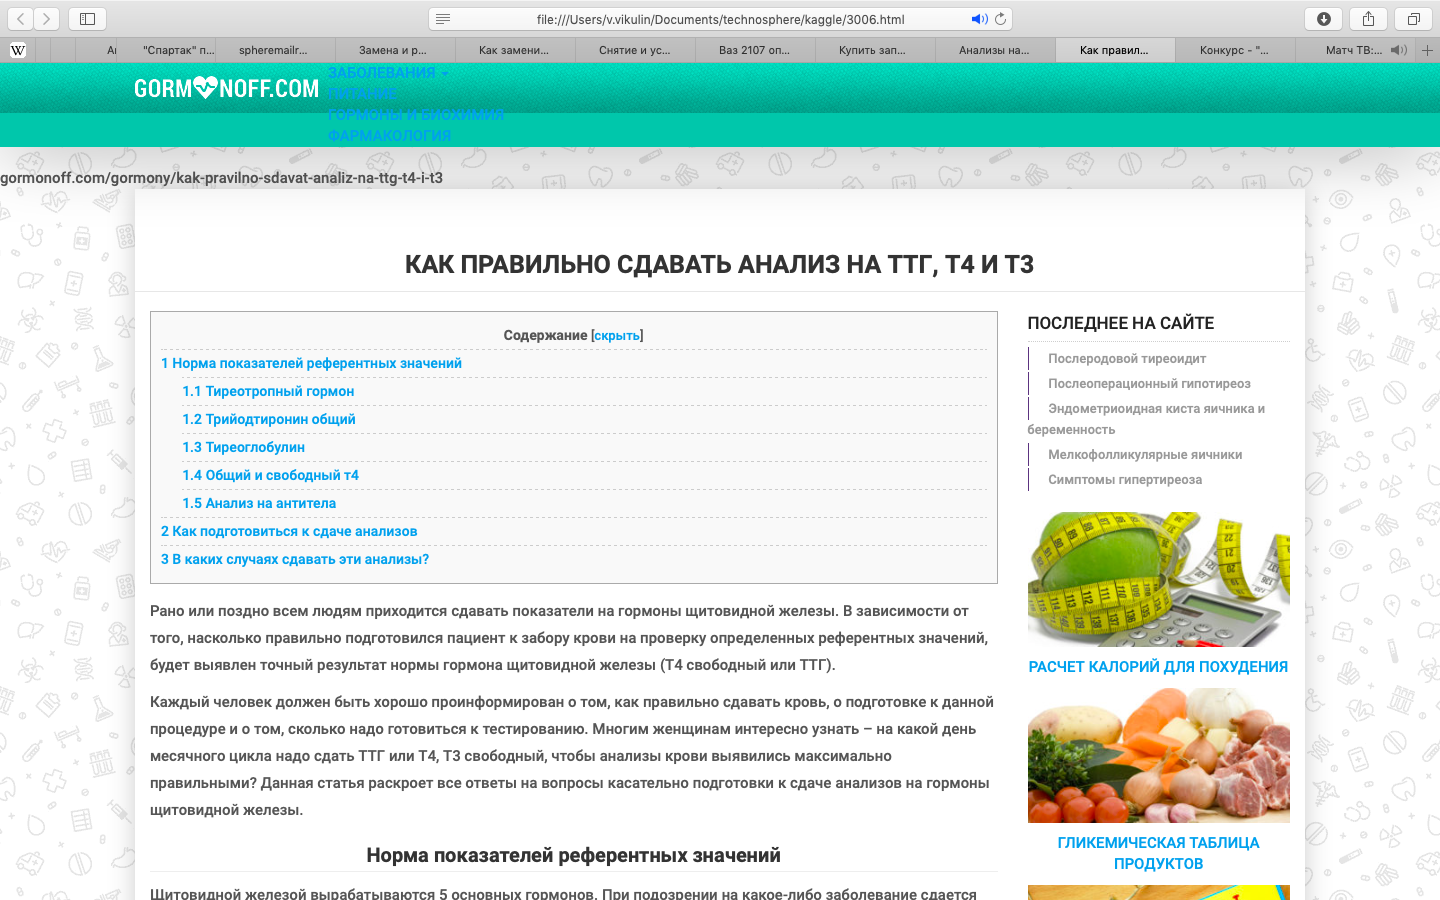 file:///Users/v.vikulin/Documents/technosphere/kaggle/3006.html
W
"Спартак" п...
spheremailr...
Замена и р...
Как замени...
Снятие и ус...
Ваз 2107 оп...
Купить зап...
Анализы на...
Как правил...
Конкурс - "...
Матч ТВ:...
GORM NOFF.COM
ЗАБОЛЕВАНИЯ
ПИТАНИЕ
ГОРМОНЫ И БИОХИМИЯ
ФАРМАКОЛОГИЯ
gormonoff.com/gormony/kak-pravilno-sdavat-analiz-na-ttg-t4-i-t3
КАК ПРАВИЛЬНО СДАВАТЬ АНАЛИЗ НА ТТГ, Т4 И Т3
Содержание [скрыть]
1 Норма показателей референтных значений
1.1 Тиреотропный гормон
1.2 Трийодтиронин общий
1.3 Тиреоглобулин
1.4 Общий и свободный т4
1.5 Анализ на антитела
2 Как подготовиться к сдаче анализов
3 В каких случаях сдавать эти анализы?
Рано или поздно всем людям приходится сдавать показатели на гормоны щитовидной железы. В зависимости от
того, насколько правильно подготовился пациент к забору крови на проверку определенных референтных значений,
будет выявлен точный результат нормы гормона щитовидной железы (Т4 свободный или ТТГ).
Каждый человек должен быть хорошо проинформирован о том, как правильно сдавать кровь, о подготовке к данной
процедуре и о том, сколько надо готовиться к тестированию. Многим женщинам интересно узнать – на какой день
месячного цикла надо сдать ТТГ или Т4, Т3 свободный, чтобы анализы крови выявились максимально
правильными? Данная статья раскроет все ответы на вопросы касательно подготовки к сдаче анализов на гормоны
щитовидной железы.
Норма показателей референтных значений
Щитовидной железой вырабатываются 5 основных гормонов. При подозрении на какое-либо заболевание сдается
ПОСЛЕДНЕЕ НА САЙТЕ
Послеродовой тиреоидит
Послеоперационный гипотиреоз
Эндометриоидная киста яичника и
беременность
Мелкофолликулярные яичники
Симптомы гипертиреоза
РАСЧЕТ КАЛОРИЙ ДЛЯ ПОХУДЕНИЯ
ГЛИКЕМИЧЕСКАЯ ТАБЛИЦА
ПРОДУКТОВ